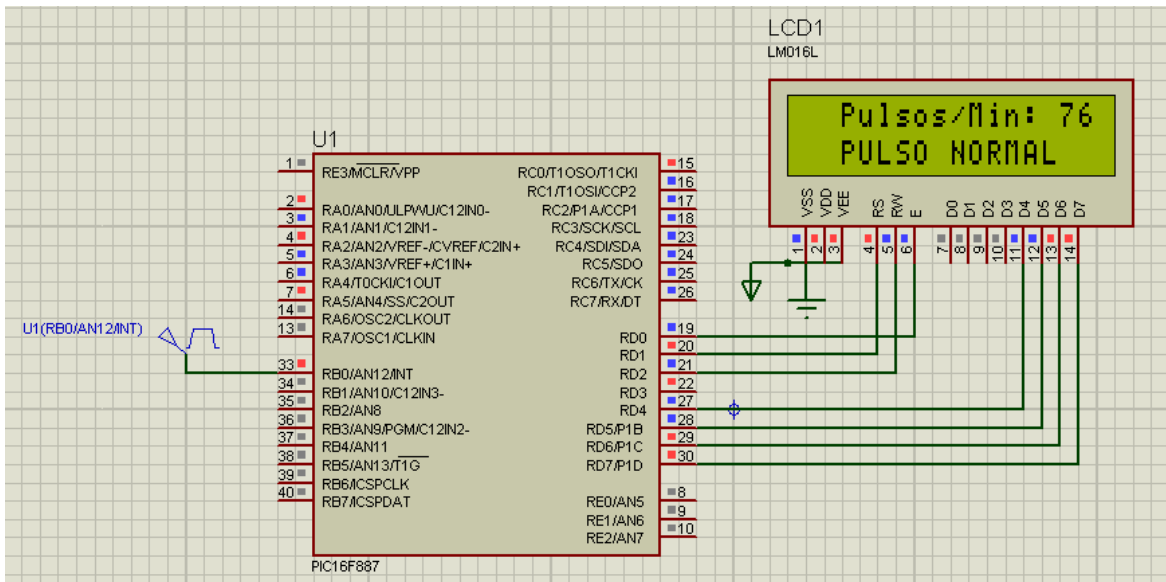 LCD1
LM016L
Pulsos/Min: 76
PULSO NORMAL
VSS
VDD
VEE
RS
RW
E
D0
D1
D2
D3
D4
D5
D6
D7
1
2
3
4
5
6
7
8
9
10
11
12
13
14
U1
1
RE3/MCLR/VPP
2
RA0/AN0/ULPWU/C12IN0-
3
RA1/AN1/C12IN1-
4
RA2/AN2/VREF-/CVREF/C2IN+
5
RA3/AN3/VREF+/C1IN+
6
RA4/T0CKI/C1OUT
7
RA5/AN4/SS/C2OUT
14
RA6/OSC2/CLKOUT
13
RA7/OSC1/CLKIN
U1(RB0/AN12/INT)
33
RB0/AN12/INT
34
RB1/AN10/C12IN3-
35
RB2/AN8
36
RB3/AN9/PGM/C12IN2-
37
RB4/AN11
38
RB5/AN13/T1G
39
RB6/ICSPCLK
40
RB7/ICSPDAT
RC0/T1OSO/T1CKI
15
RC1/T1OSI/CCP2
16
RC2/P1A/CCP1
17
RC3/SCK/SCL
18
RC4/SDI/SDA
23
RC5/SDO
24
RC6/TX/CK
25
RC7/RX/DT
26
RD0
19
RD1
20
RD2
21
RD3
22
RD4
27
RD5/P1B
28
RD6/P1C
29
RD7/P1D
30
RE0/AN5
8
RE1/AN6
9
RE2/AN7
10
PIC16F887